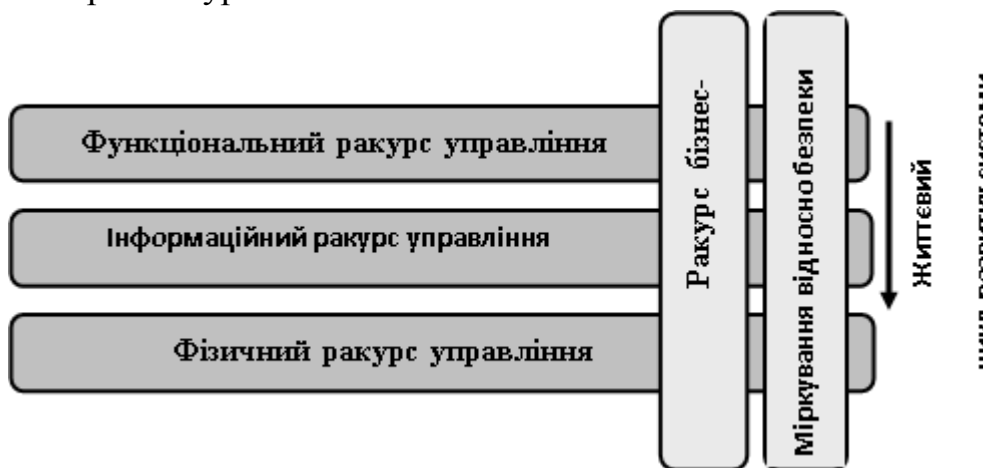 Функціональний ракурс управління
Інформаційний ракурс управління
Фізичний ракурс управління
Ракурс бізнес-
Міркування відносно безпеки
Життєвий